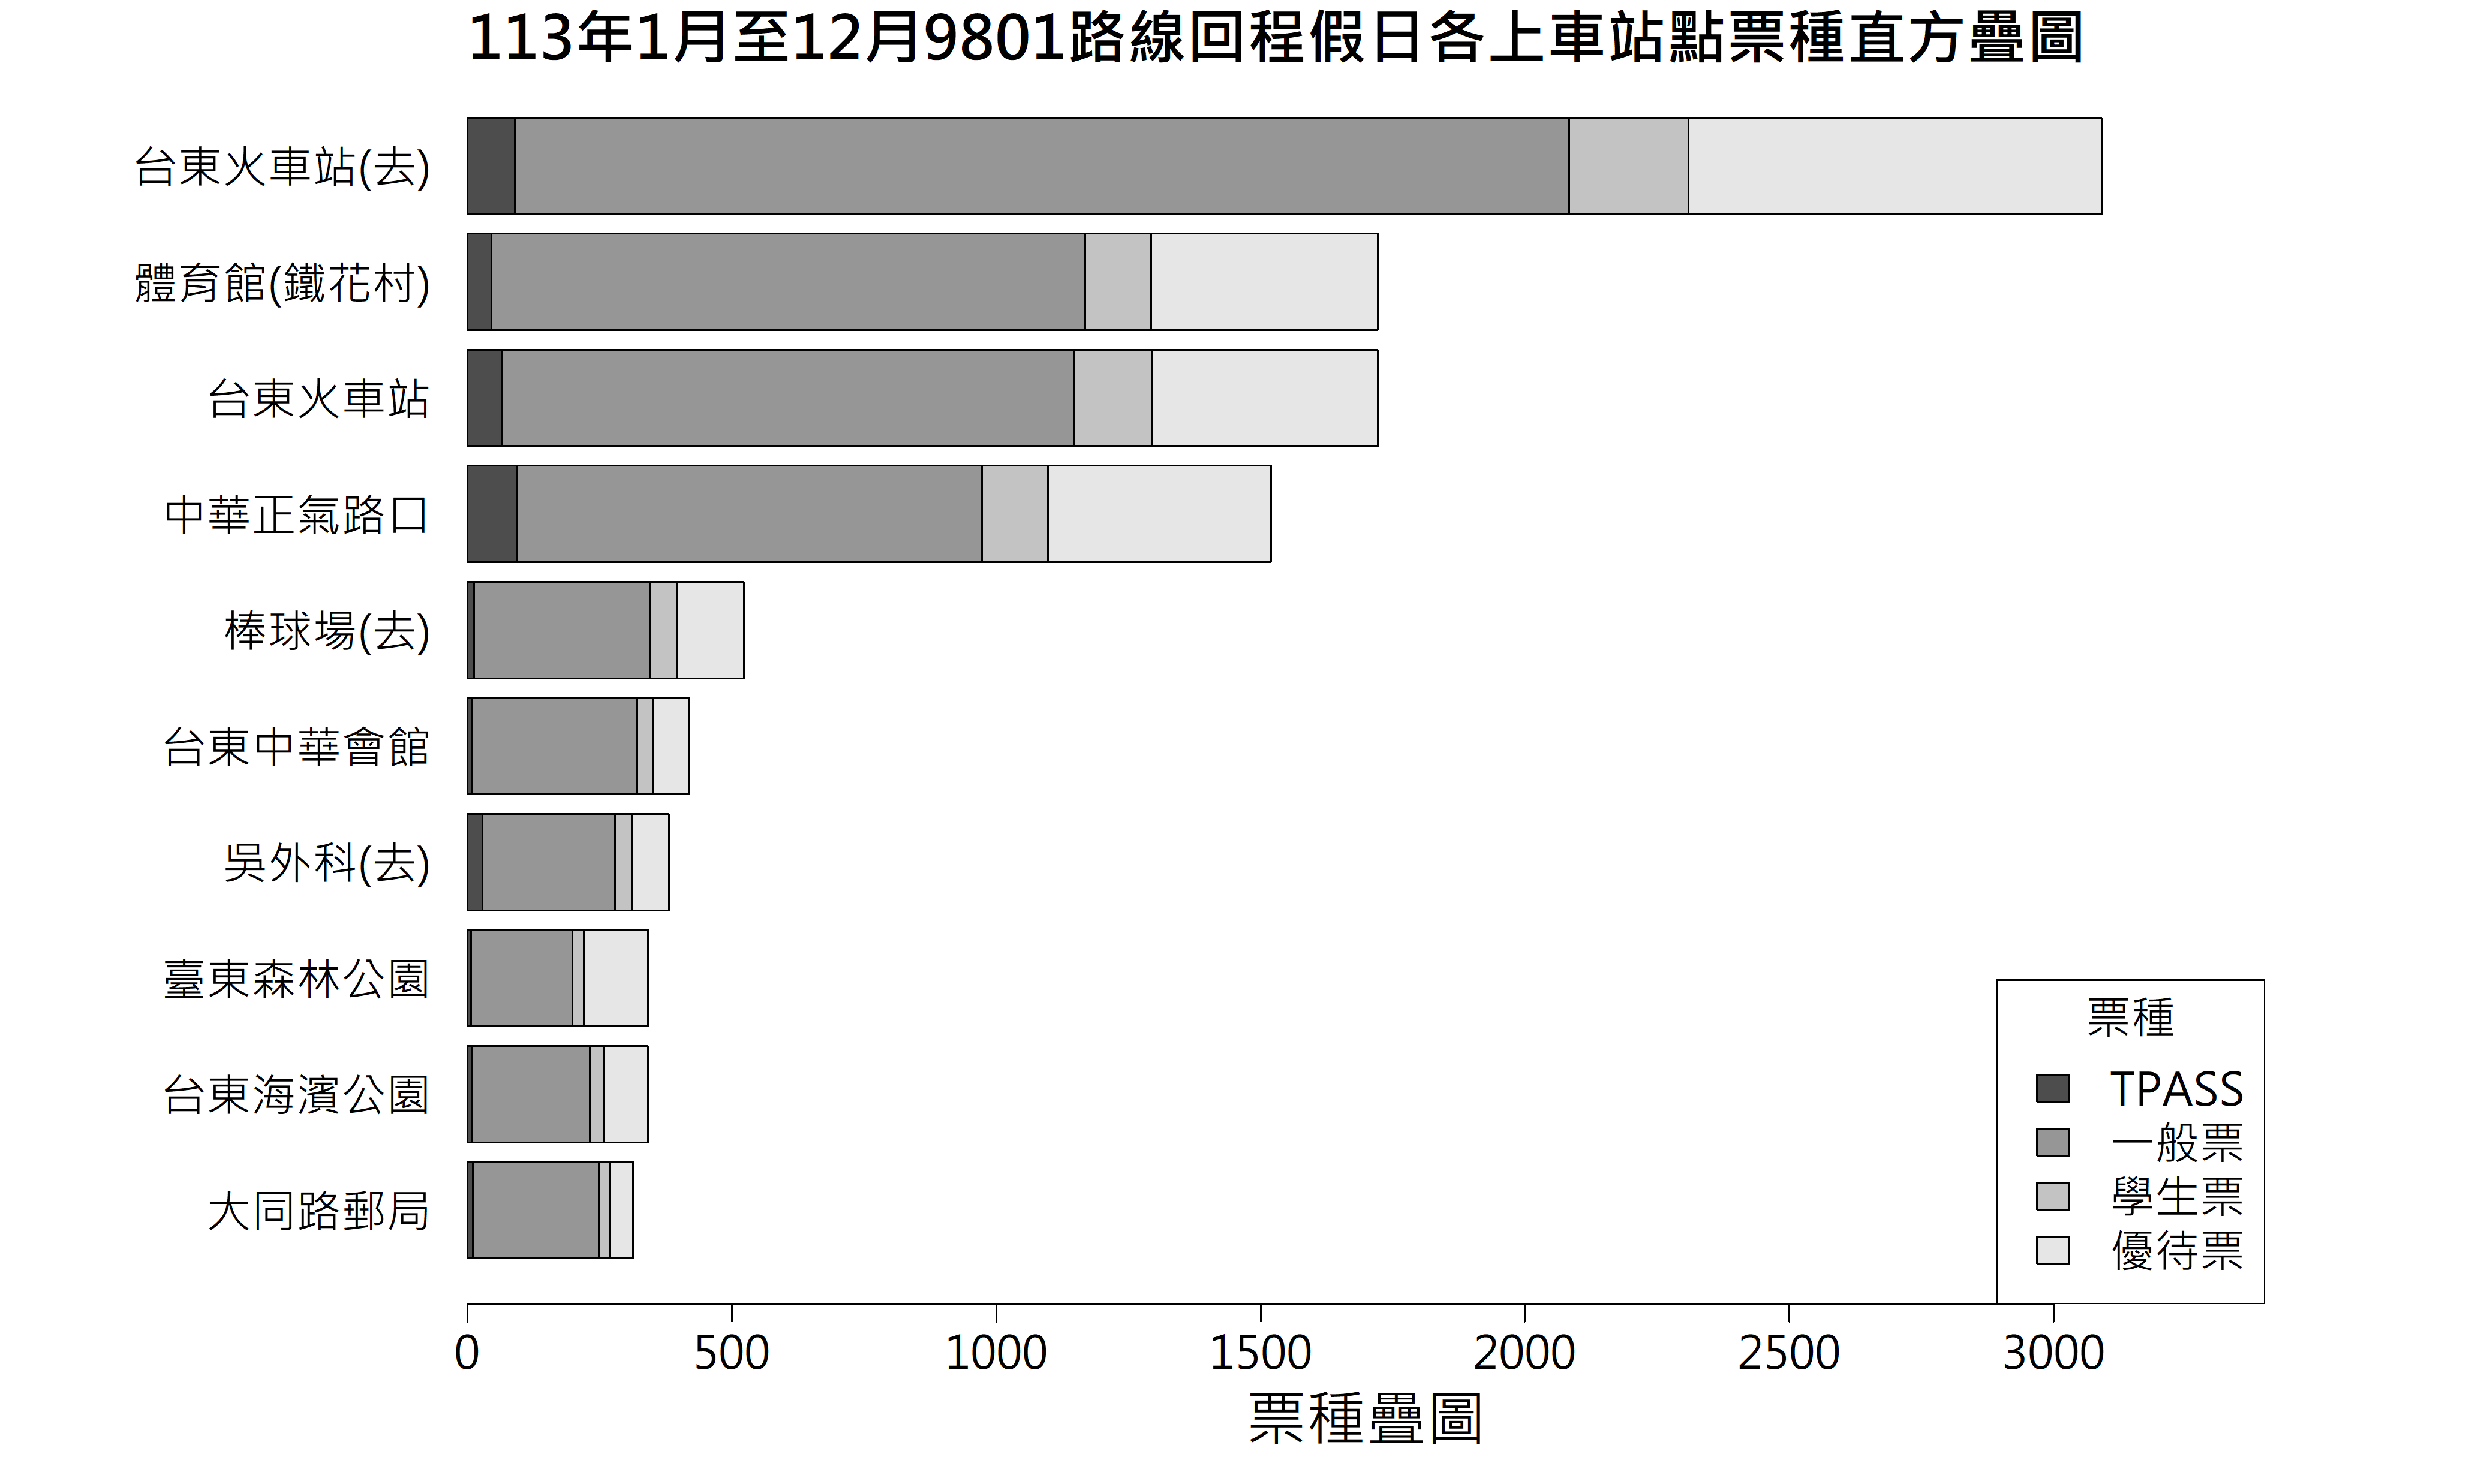 113年1月至12月9801路線回程假日各上車站點票種直方疊圖
台東火車站(去)
體育館(鐵花村)
台東火車站
中華正氣路口
棒球場(去)
台東中華會館
吳外科(去)
臺東森林公園
台東海濱公園
大同路郵局
票種
TPASS
一般票
學生票
優待票
0 500 1000 1500 2000 2500 3000
票種疊圖